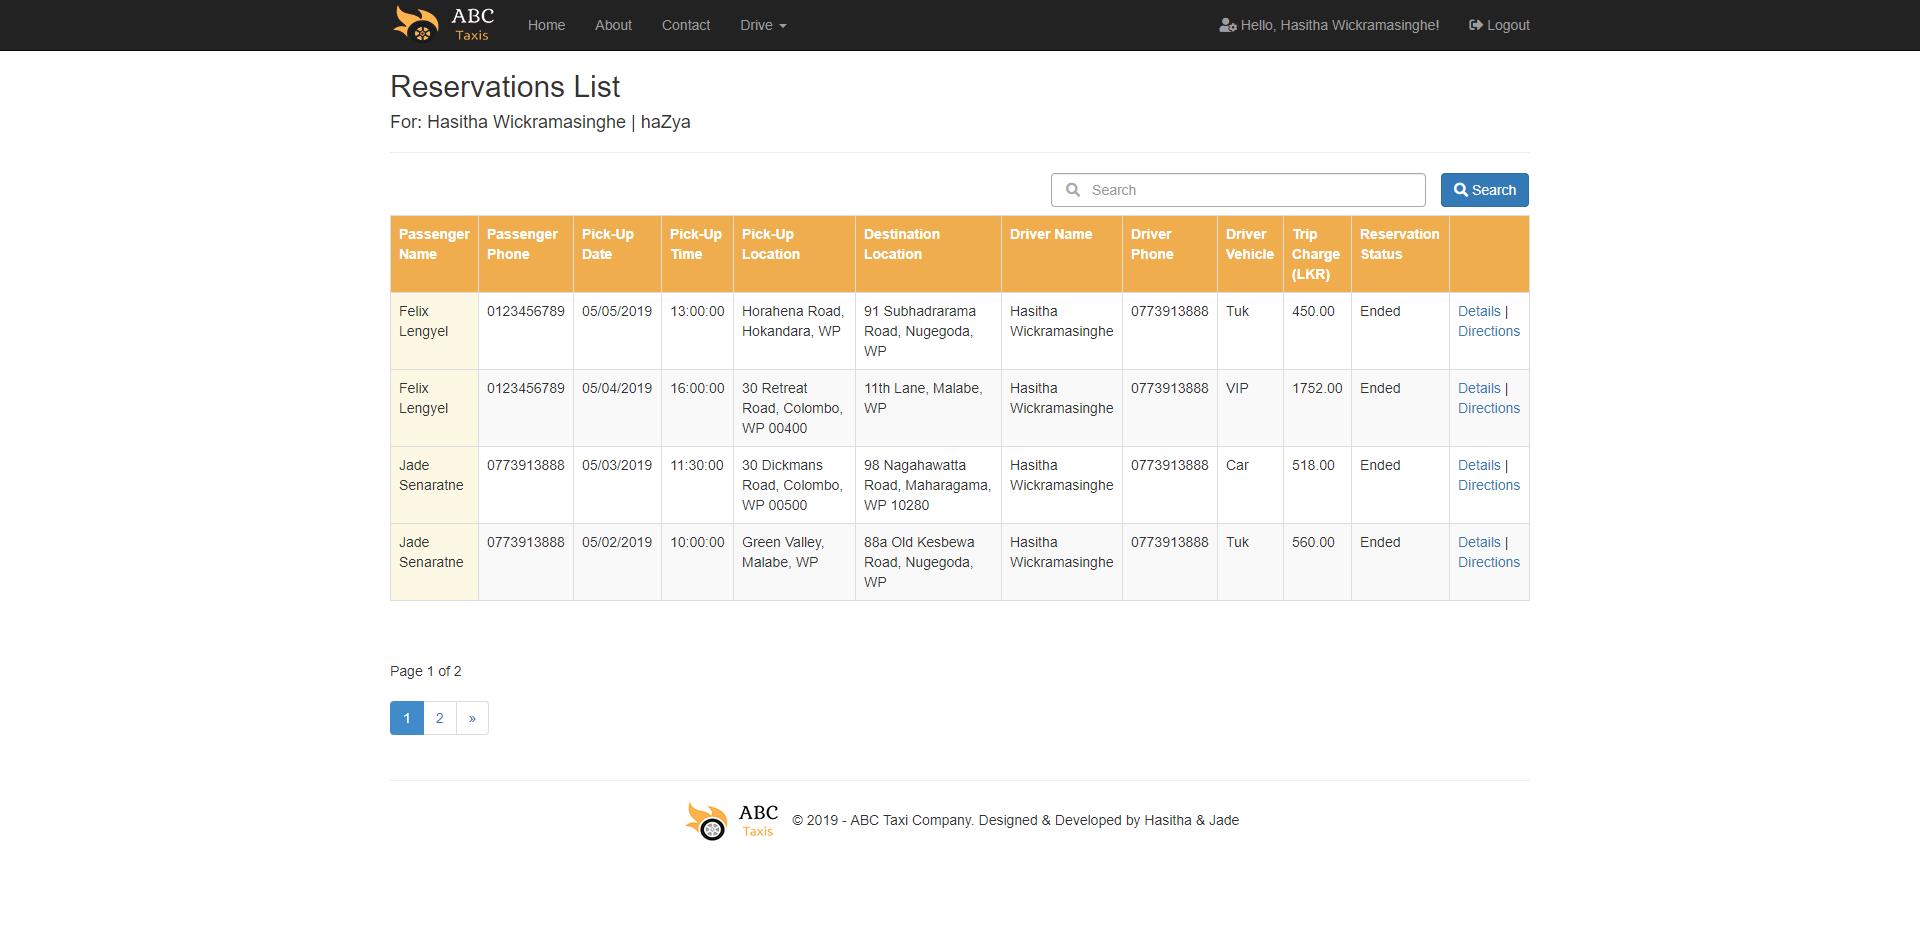 ABC
Taxis
Home About Contact Drive
Hello, Hasitha Wickramasinghe! Logout
Reservations List
For: Hasitha Wickramasinghe | haZya
Search Search
Passenger Name Passenger Phone Pick-Up Date Pick-Up Time Pick-Up Location Destination Location Driver Name Driver Phone Driver Vehicle Trip Charge (LKR) Reservation Status
Felix Lengyel 0123456789 05/05/2019 13:00:00 Horahena Road, Hokandara, WP 91 Subhadrarama Road, Nugegoda, WP Hasitha Wickramasinghe 0773913888 Tuk 450.00 Ended Details | Directions
Felix Lengyel 0123456789 05/04/2019 16:00:00 30 Retreat Road, Colombo, WP 00400 11th Lane, Malabe, WP Hasitha Wickramasinghe 0773913888 VIP 1752.00 Ended Details | Directions
Jade Senaratne 0773913888 05/03/2019 11:30:00 30 Dickmans Road, Colombo, WP 00500 98 Nagahawatta Road, Maharagama, WP 10280 Hasitha Wickramasinghe 0773913888 Car 518.00 Ended Details | Directions
Jade Senaratne 0773913888 05/02/2019 10:00:00 Green Valley, Malabe, WP 88a Old Kesbewa Road, Nugegoda, WP Hasitha Wickramasinghe 0773913888 Tuk 560.00 Ended Details | Directions
Page 1 of 2
1 2 »
ABC
Taxis
© 2019 - ABC Taxi Company. Designed & Developed by Hasitha & Jade